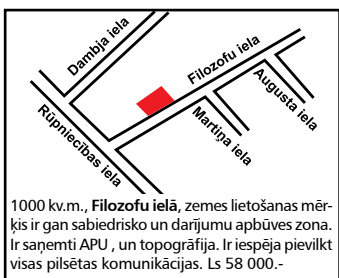 Dambja iela
Filozofu iela
Augusta iela
Martiņa iela
Rūpniecības iela
1000 kv.m., Filozofu ielā, zemes lietošanas mēr-
ķis ir gan sabiedrisko un darījumu apbūves zona.
Ir saņemti APU , un topogrāfija. Ir iespēja pievilkt
visas pilsētas komunikācijas. Ls 58 000.-